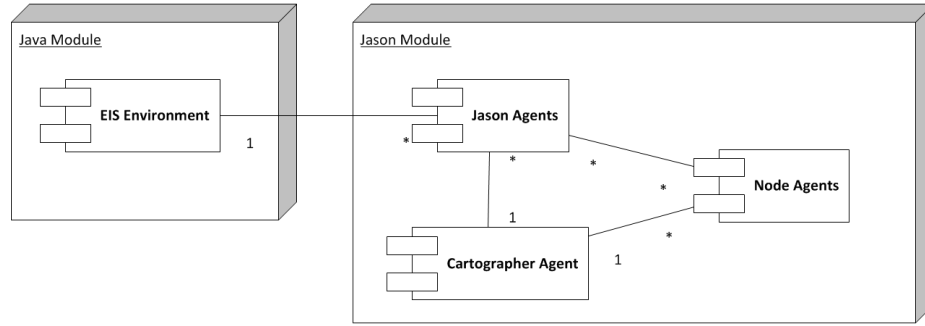 Java Module
Jason Module
EIS Environment
Jason Agents
1
*
*
*
*
Node Agents
1
*
Cartographer Agent
1